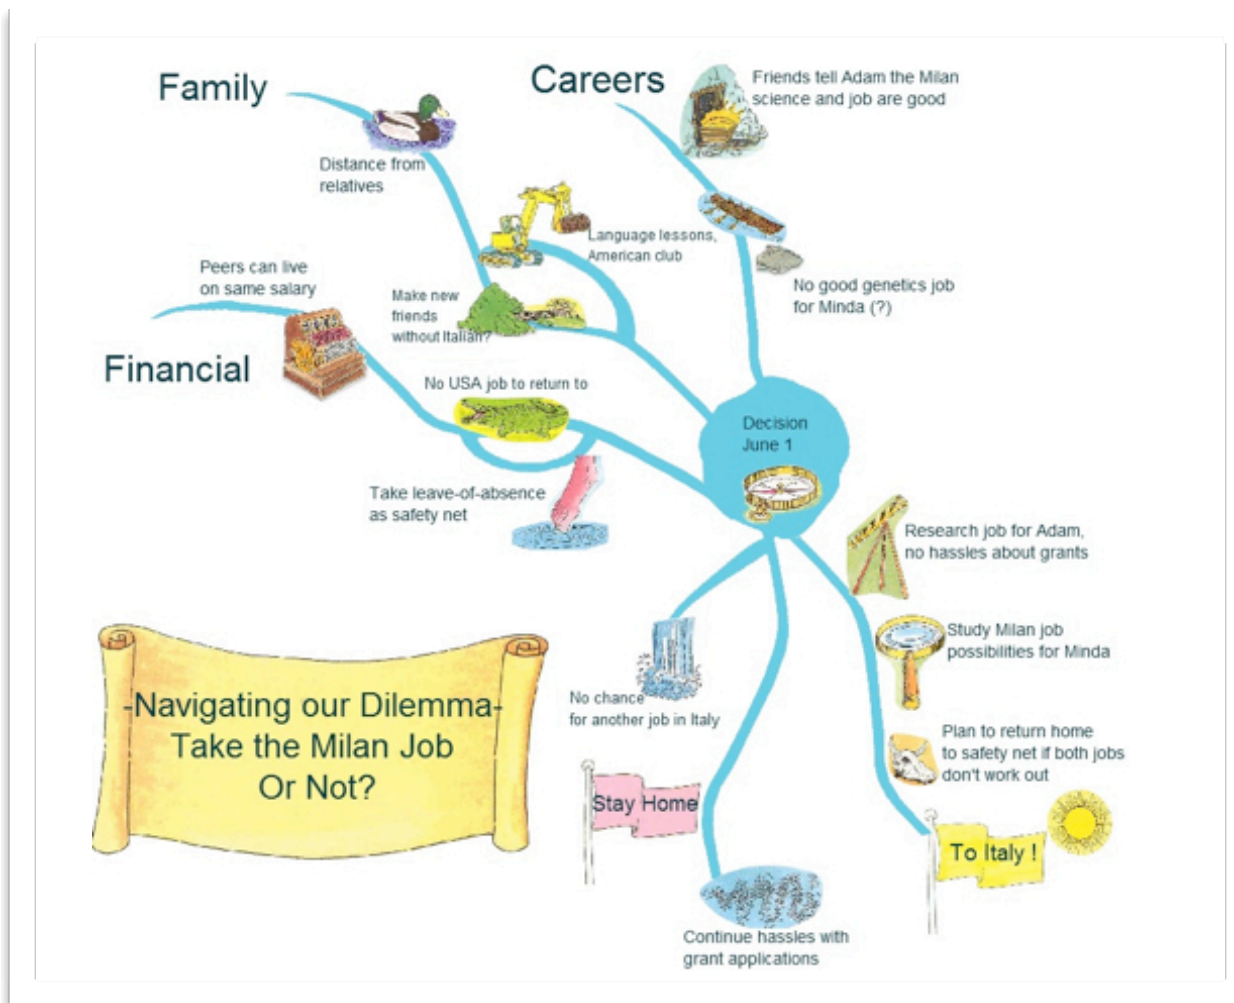 Family
Careers
Friends tell Adam the Milan
science and job are good
Distance from
relatives
Language lessons,
American club
Peers can live
on same salary
Make new
friends
without Italian?
No good genetics job
for Minda (?)
Financial
No USA job to return to
Decision
June 1
Take leave-of-absence
as safety net
Research job for Adam,
no hassles about grants
Study Milan job
possibilities for Minda
No chance
for another job in Italy
Plan to return home
to safety net if both jobs
don't work out
-Navigating our Dilemma-
Take the Milan Job
Or Not?
Stay Home
To Italy !
Continue hassles with
grant applications